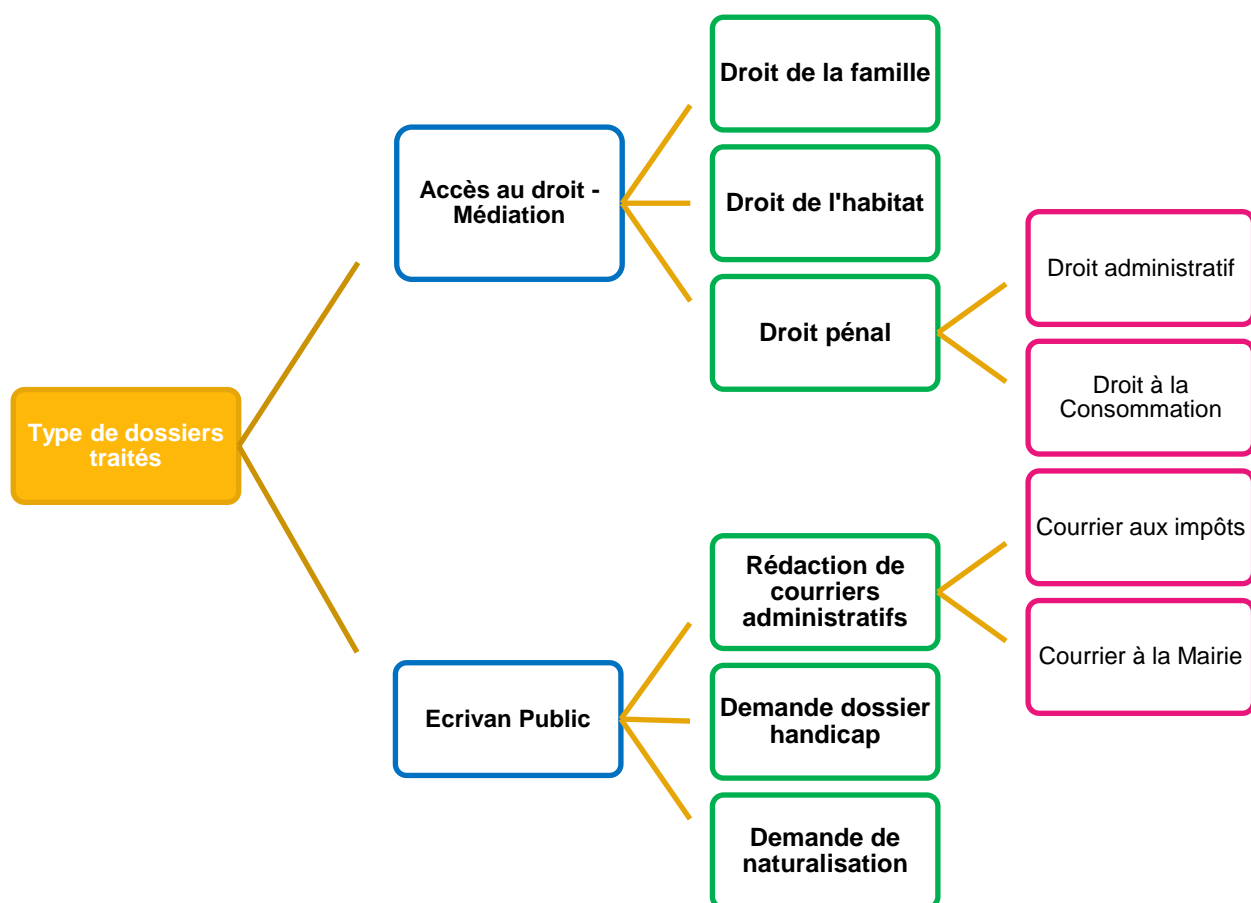 Type de dossiers
traités
Accès au droit -
Médiation
Droit de la famille
Droit de l'habitat
Droit pénal
Droit administratif
Droit à la
Consommation
Ecrivan Public
Rédaction de
courriers
administratifs
Courrier aux impôts
Courrier à la Mairie
Demande dossier
handicap
Demande de
naturalisation